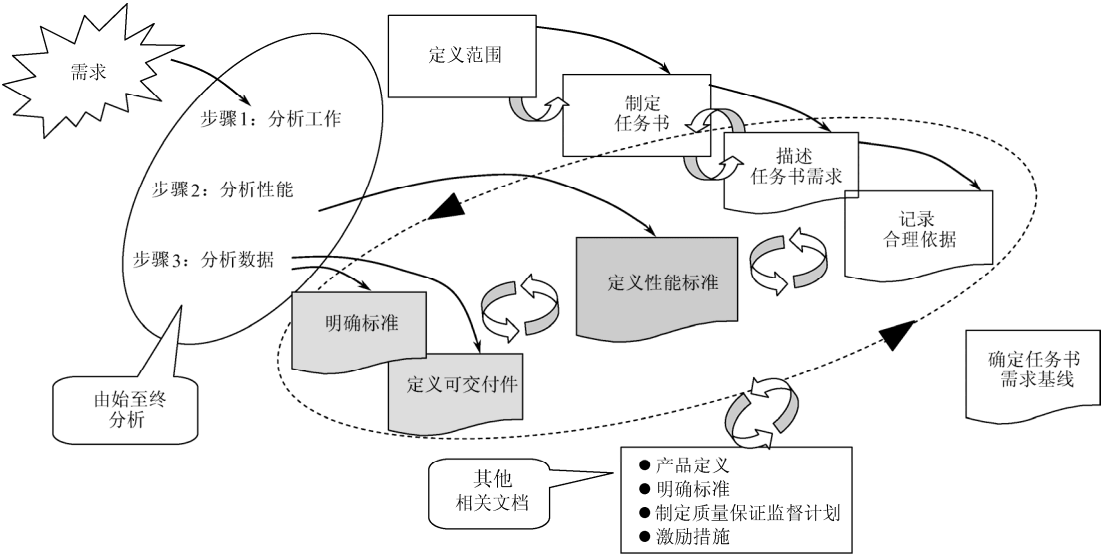 需求
步骤1：分析工作
步骤2：分析性能
步骤3：分析数据
由始至终
分析
定义范围
制定
任务书
描述
任务书需求
记录
合理依据
定义性能标准
明确标准
定义可交付件
确定任务书
需求基线
其他
相关文档
● 产品定义
● 明确标准
● 制定质量保证监督计划
● 激励措施